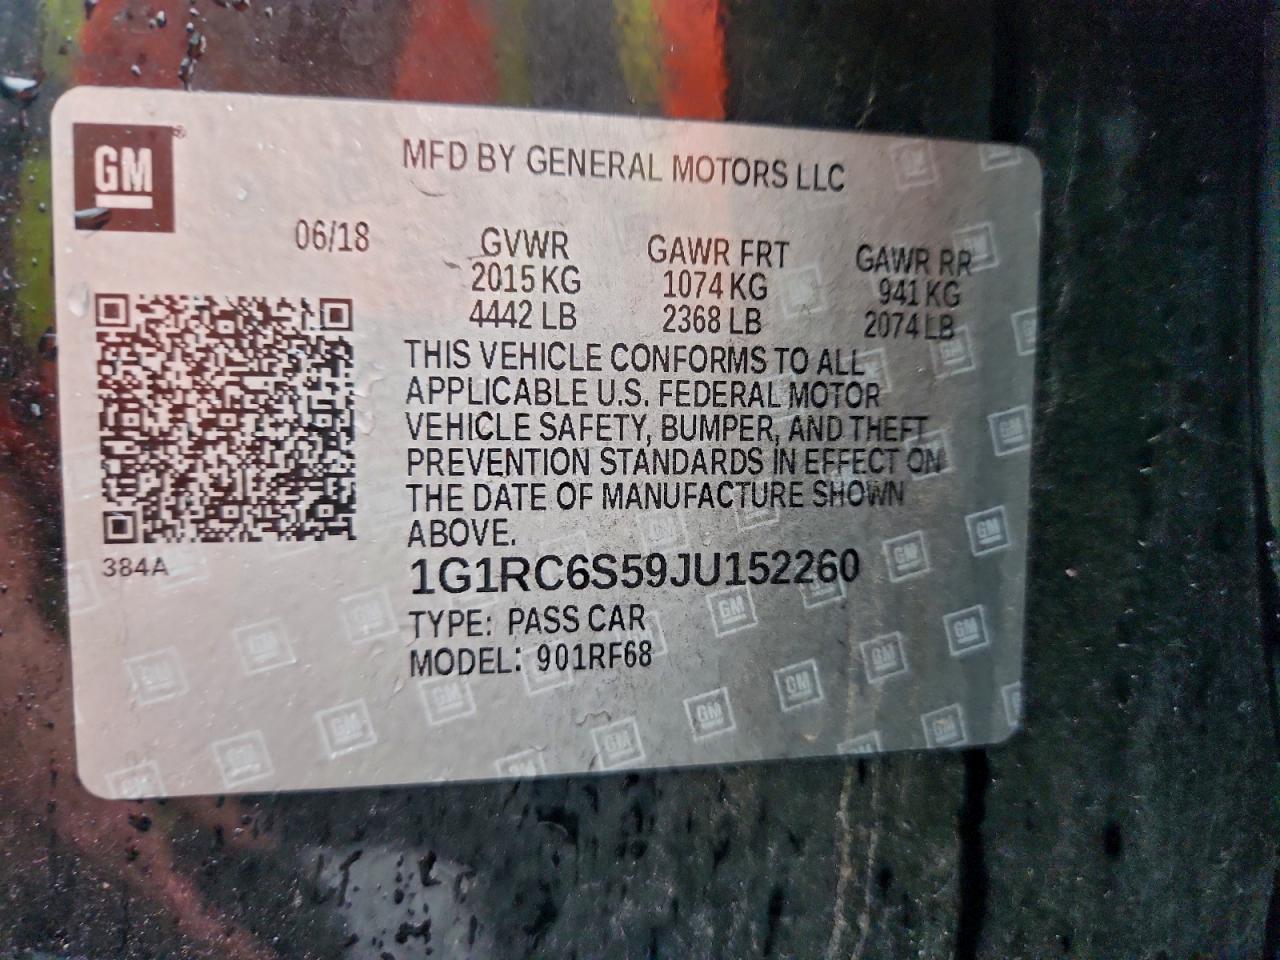 GM
MFD BY GENERAL MOTORS LLC
06/18 GVWR GAWR FRT GAWR RR
2015 KG 1074 KG 941 KG
4442 LB 2368 LB 2074 LB
THIS VEHICLE CONFORMS TO ALL
APPLICABLE U.S. FEDERAL MOTOR
VEHICLE SAFETY, BUMPER, AND THEFT
PREVENTION STANDARDS IN EFFECT ON
THE DATE OF MANUFACTURE SHOWN
ABOVE.
384A
1G1RC6S59JU152260
TYPE: PASS CAR
MODEL: 901RF68